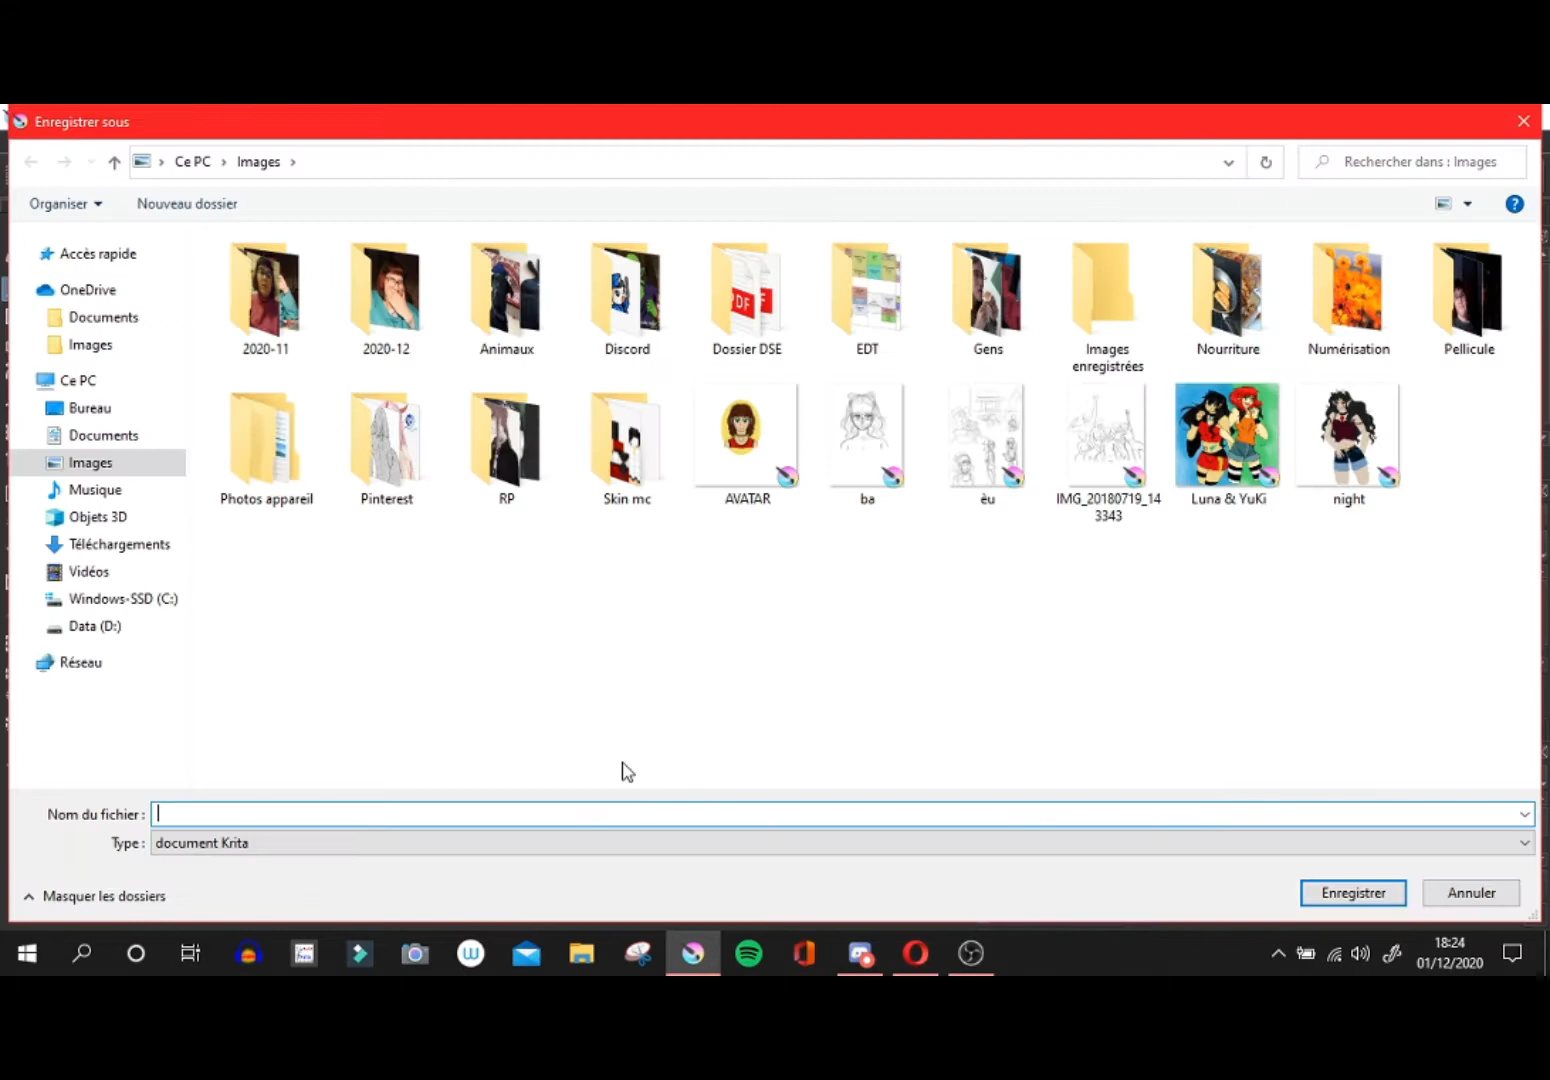 Enregistrer sous
Ce PC > Images >
Rechercher dans : Images
Organiser
Nouveau dossier
Accès rapide
OneDrive
Documents
Images
Ce PC
Bureau
Documents
Images
Musique
Objets 3D
Téléchargements
Vidéos
Windows-SSD (C:)
Data (D:)
Réseau
2020-11
2020-12
Animaux
Discord
PDF
Dossier DSE
EDT
Gens
Images
enregistrées
Nourriture
Numérisation
Pellicule
Photos appareil
Pinterest
RP
Skin mc
AVATAR
ba
èu
IMG_20180719_14
3343
Luna & YuKi
night
Nom du fichier :
Type : document Krita
Masquer les dossiers
Enregistrer
Annuler
18:24
01/12/2020